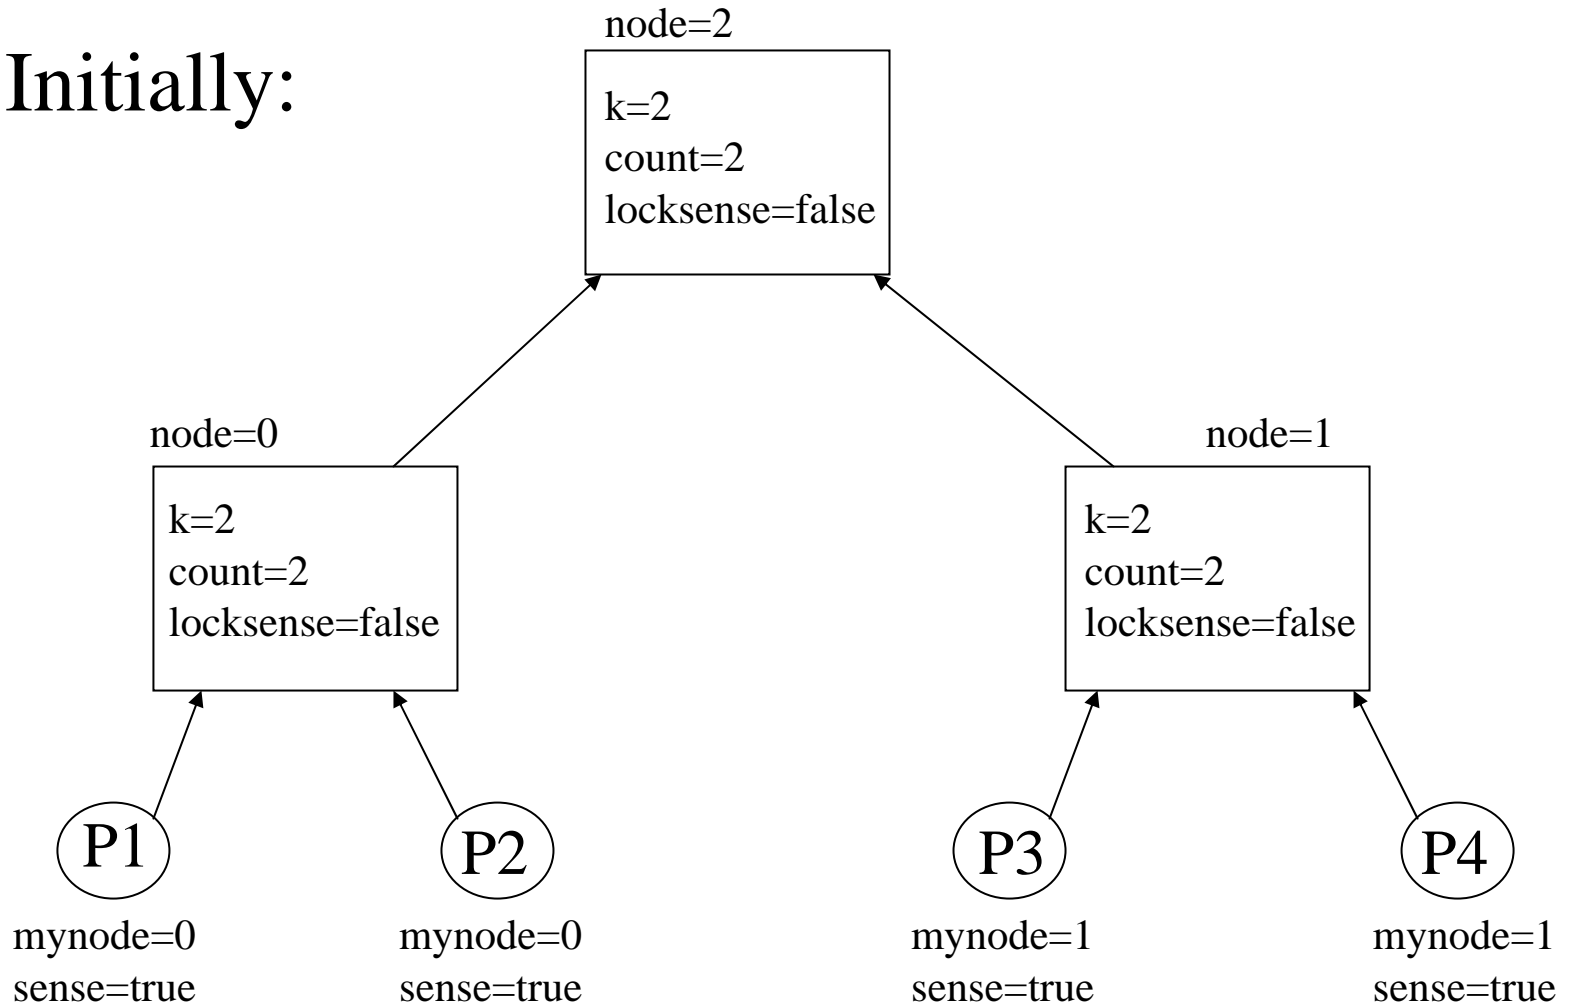 Initially:
node=2
k=2
count=2
locksense=false
node=0
k=2
count=2
locksense=false
node=1
k=2
count=2
locksense=false
P1
P2
P3
P4
mynode=0
sense=true
mynode=0
sense=true
mynode=1
sense=true
mynode=1
sense=true